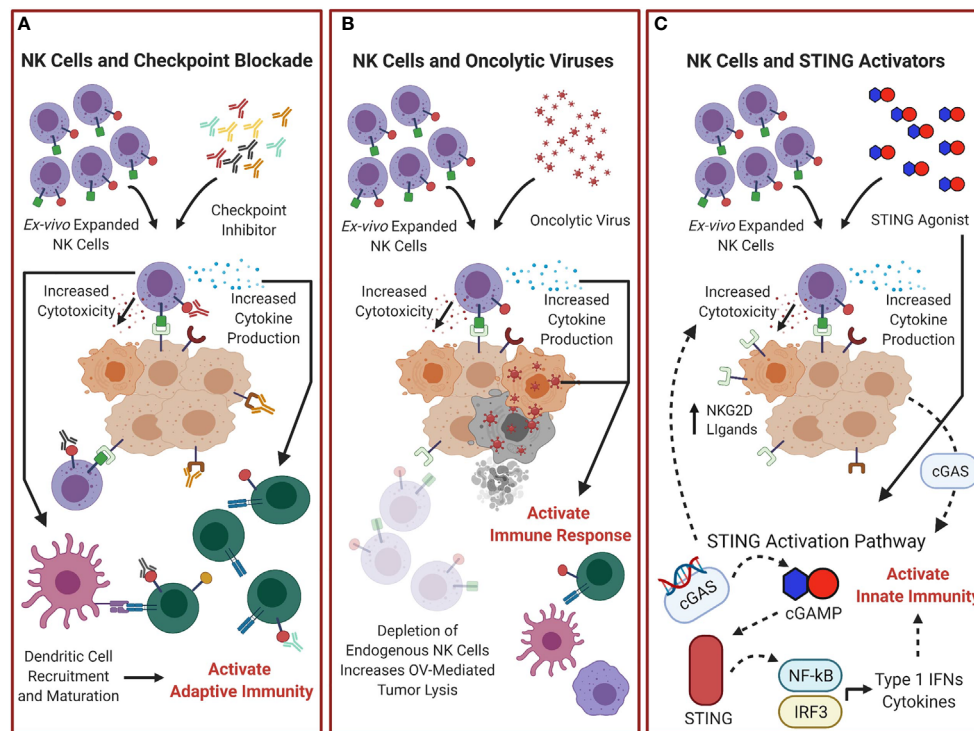 A
NK Cells and Checkpoint Blockade
Ex-vivo Expanded
NK Cells
Checkpoint
Inhibitor
Increased
Cytotoxicity
Increased
Cytokine
Production
Dendritic Cell
Recruitment
and Maturation
Activate
Adaptive Immunity
B
NK Cells and Oncolytic Viruses
Ex-vivo Expanded
NK Cells
Oncolytic Virus
Increased
Cytotoxicity
Increased
Cytokine
Production
Activate
Immune Response
Depletion of
Endogenous NK Cells
Increases OV-Mediated
Tumor Lysis
C
NK Cells and STING Activators
Ex-vivo Expanded
NK Cells
STING Agonist
Increased
Cytotoxicity
Increased
Cytokine
Production
NKG2D
LIgands
cGAS
STING Activation Pathway
cGAS
cGAMP
Activate
Innate Immunity
STING
NF-kB
IRF3
Type 1 IFNs
Cytokines